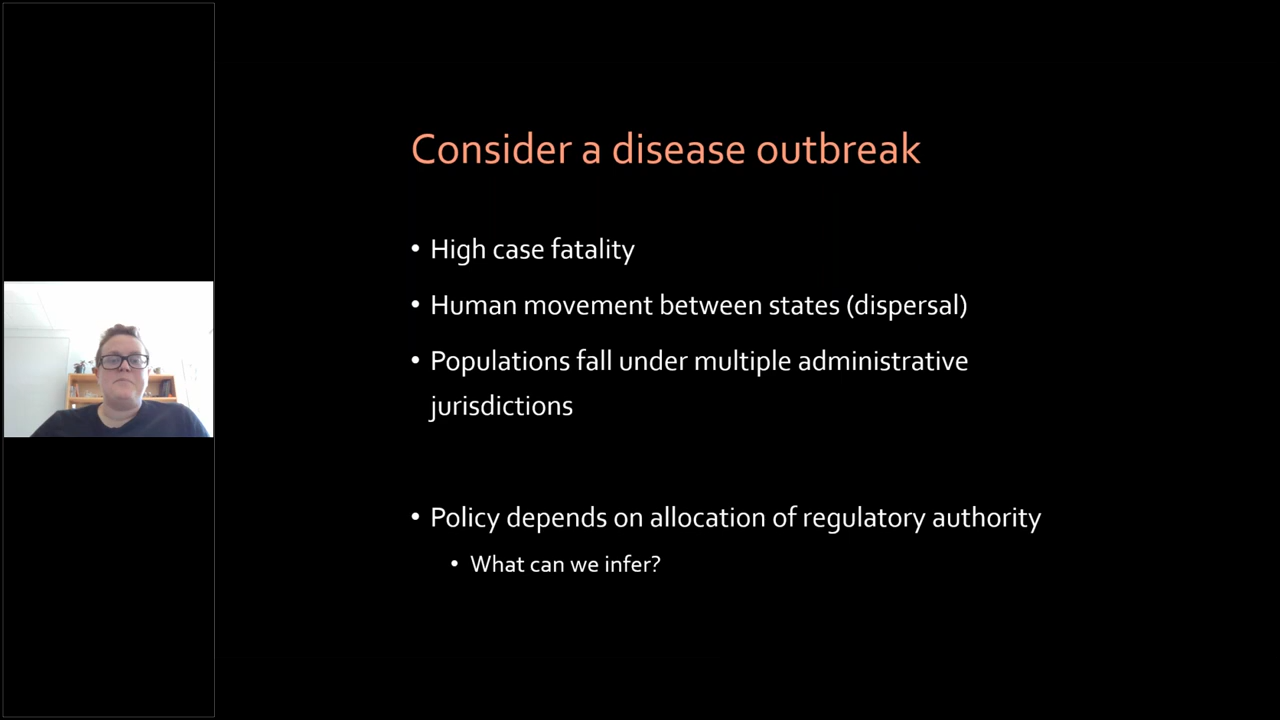 Consider a disease outbreak
• High case fatality
• Human movement between states (dispersal)
• Populations fall under multiple administrative
jurisdictions
• Policy depends on allocation of regulatory authority
• What can we infer?